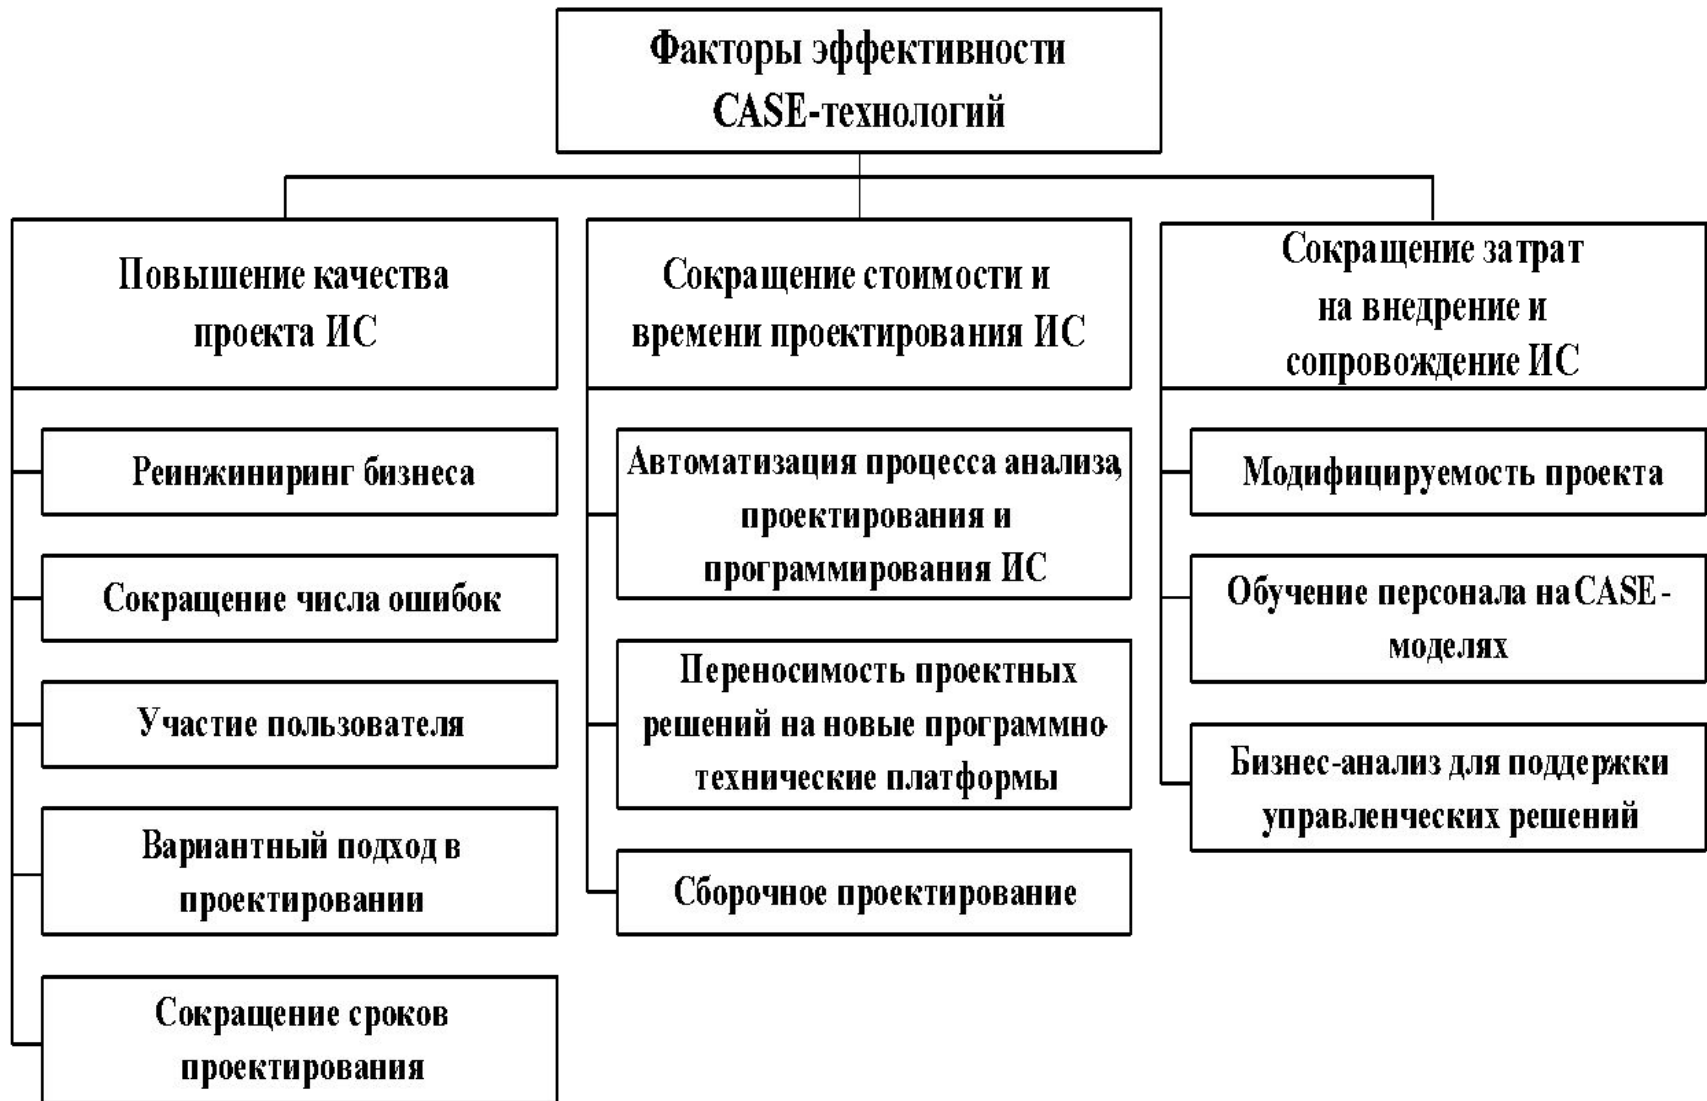 Факторы эффективности
CASE-технологий
Повышение качества
проекта ИС
Реинжиниринг бизнеса
Сокращение числа ошибок
Участие пользователя
Вариантный подход в
проектировании
Сокращение сроков
проектирования
Сокращение стоимости и
времени проектирования ИС
Автоматизация процесса анализа,
проектирования и
программирования ИС
Переносимость проектных
решений на новые программно-
технические платформы
Сборочное проектирование
Сокращение затрат
на внедрение и
сопровождение ИС
Модифицируемость проекта
Обучение персонала на CASE-
моделях
Бизнес-анализ для поддержки
управленческих решений